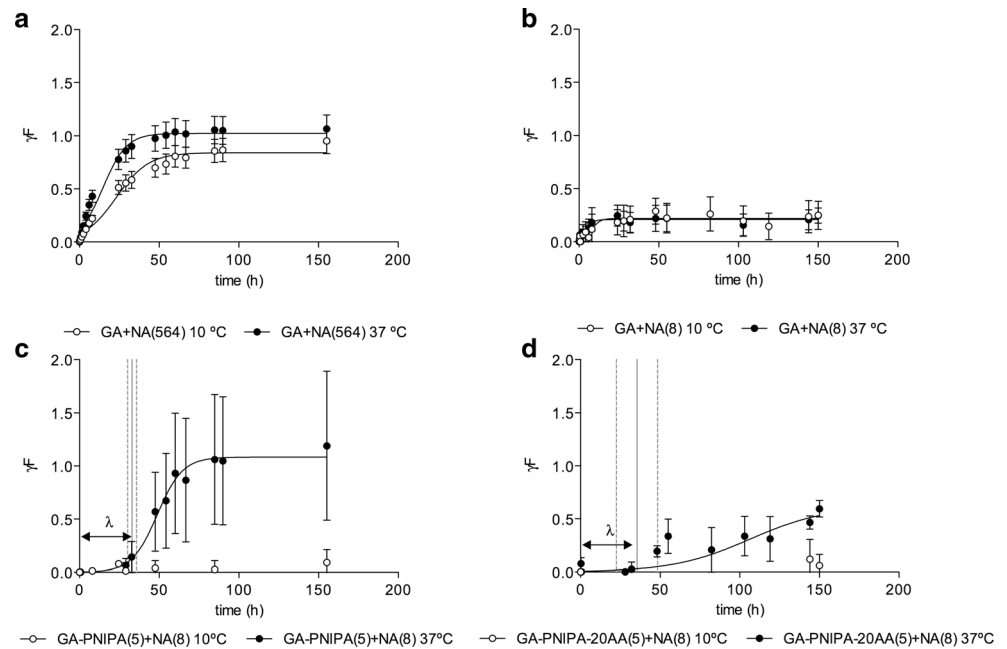 a
b
2.0
1.5
1.0
0.5
0.0
γF
0
50
100
150
200
time (h)
2.0
1.5
1.0
0.5
0.0
γF
0
50
100
150
200
time (h)
GA+NA(564) 10 ºC
GA+NA(564) 37 ºC
GA+NA(8) 10 ºC
GA+NA(8) 37 ºC
c
d
2.0
1.5
1.0
0.5
0.0
γF
λ
0
50
100
150
200
time (h)
2.0
1.5
1.0
0.5
0.0
γF
λ
0
50
100
150
200
time (h)
GA-PNIPA(5)+NA(8) 10ºC
GA-PNIPA(5)+NA(8) 37ºC
GA-PNIPA-20AA(5)+NA(8) 10ºC
GA-PNIPA-20AA(5)+NA(8) 37ºC